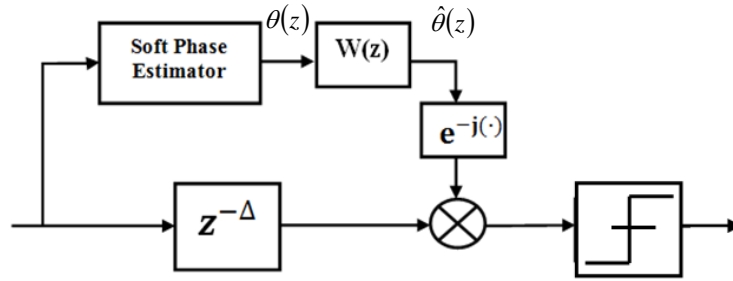 θ(z)
θ̂(z)
Soft Phase
Estimator
W(z)
e^{-j(·)}
z^{-Δ}